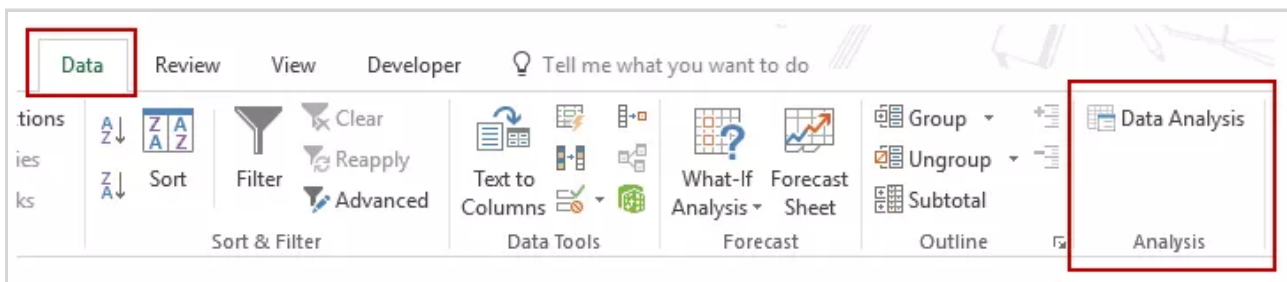 Data Review View Developer Tell me what you want to do
tions
ies
ks
Sort
Filter
Clear
Reapply
Advanced
Sort & Filter
Text to
Columns
Data Tools
What-If
Analysis
Forecast
Sheet
Forecast
Group
Ungroup
Subtotal
Outline
Data Analysis
Analysis